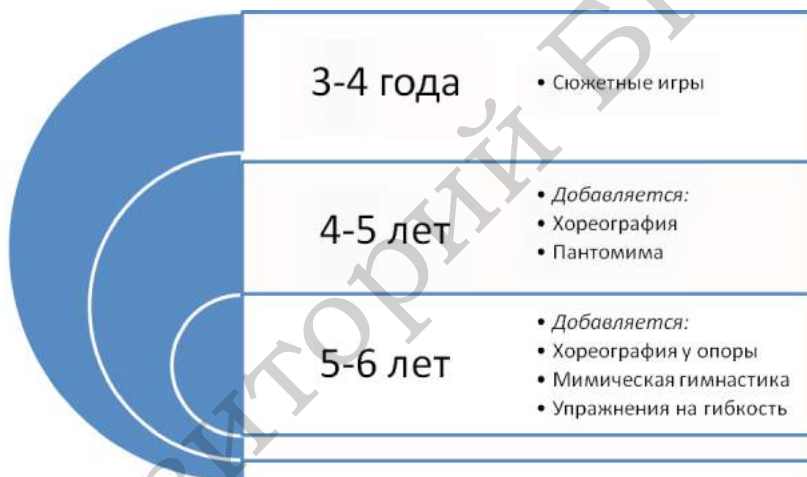 3-4 года
• Сюжетные игры
4-5 лет
• Добавляется:
• Хореография
• Пантомима
5-6 лет
• Добавляется:
• Хореография у опоры
• Мимическая гимнастика
• Упражнения на гибкость